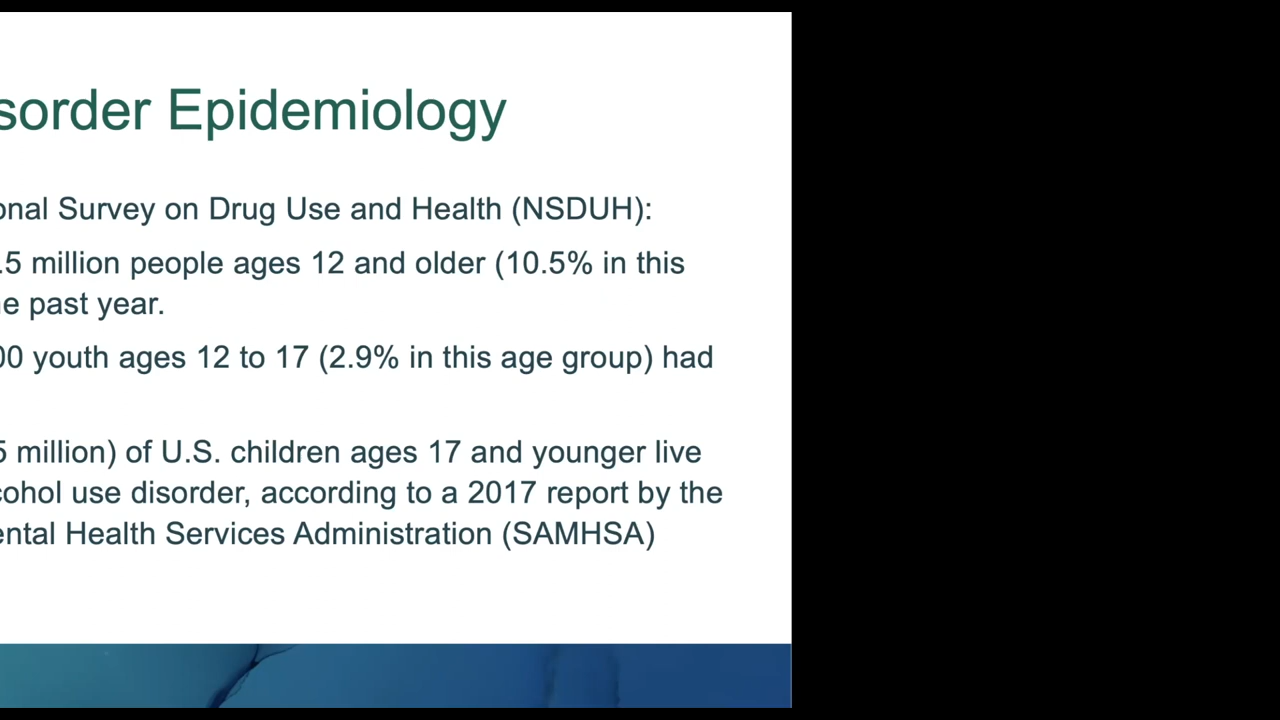 sorder Epidemiology
onal Survey on Drug Use and Health (NSDUH):
.5 million people ages 12 and older (10.5% in this
e past year.
00 youth ages 12 to 17 (2.9% in this age group) had
5 million) of U.S. children ages 17 and younger live
cohol use disorder, according to a 2017 report by the
ental Health Services Administration (SAMHSA)